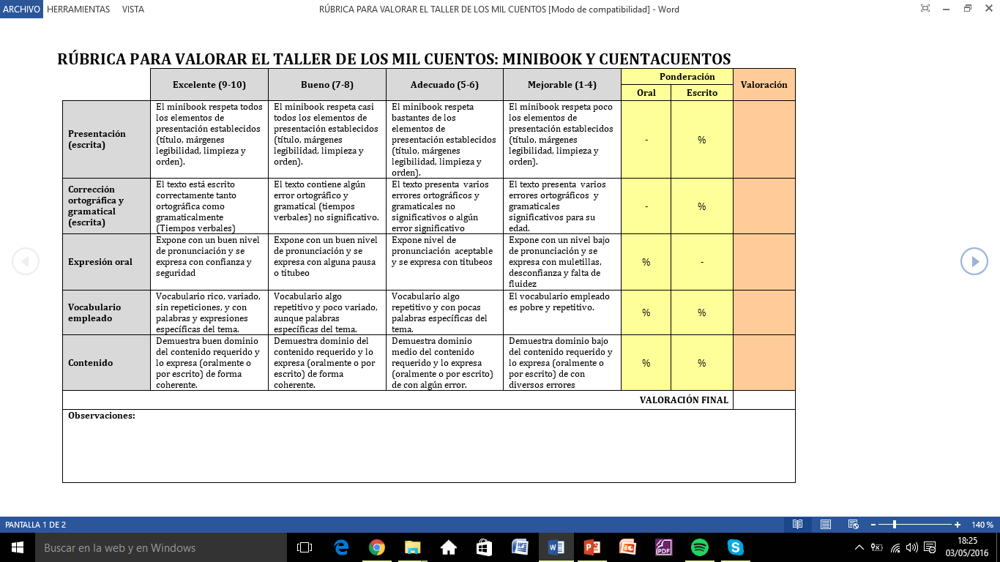 ARCHIVO HERRAMIENTAS VISTA
RÚBRICA PARA VALORAR EL TALLER DE LOS MIL CUENTOS [Modo de compatibilidad] - Word
RÚBRICA PARA VALORAR EL TALLER DE LOS MIL CUENTOS: MINIBOOK Y CUENTACUENTOS
Excelente (9-10)
Bueno (7-8)
Adecuado (5-6)
Mejorable (1-4)
Ponderación
Oral
Escrito
Valoración
Presentación
(escrita)
El minibook respeta todos
los elementos de
presentación establecidos
(título, márgenes
legibilidad, limpieza y
orden).
El minibook respeta casi
todos los elementos de
presentación establecidos
(título, márgenes
legibilidad, limpieza y
orden).
El minibook respeta
bastantes de los
elementos de
presentación establecidos
(título, márgenes
legibilidad, limpieza y
orden).
El minibook respeta poco
los elementos de
presentación establecidos
(título, márgenes
legibilidad, limpieza y
orden).
-
%
Corrección
ortográfica y
gramatical
(escrita)
El texto está escrito
correctamente tanto
ortográfica como
gramaticalmente
(Tiempos verbales)
El texto contiene algún
error ortográfico y
gramatical (tiempos
verbales) no significativo.
El texto presenta varios
errores ortográficos y
gramaticales no
significativos o algún
error significativo
El texto presenta varios
errores ortográficos y
gramaticales
significativos para su
edad.
-
%
Expresión oral
Expone con un buen nivel
de pronunciación y se
expresa con confianza y
seguridad
Expone con un buen nivel
de pronunciación y se
expresa con alguna pausa
o titubeo
Expone nivel de
pronunciación aceptable
y se expresa con titubeos
Expone con un nivel bajo
de pronunciación y se
expresa con muletillas,
desconfianza y falta de
fluidez
%
-
Vocabulario
empleado
Vocabulario rico, variado,
sin repeticiones, y con
palabras y expresiones
específicas del tema.
Vocabulario algo
repetitivo y poco variado,
aunque palabras
específicas del tema.
Vocabulario algo
repetitivo y con pocas
palabras específicas del
tema.
El vocabulario empleado
es pobre y repetitivo.
%
%
Contenido
Demuestra buen dominio
del contenido requerido y
lo expresa (oralmente o
por escrito) de forma
coherente.
Demuestra dominio del
contenido requerido y lo
expresa (oralmente o por
escrito) de forma
coherente.
Demuestra dominio
medio del contenido
requerido y lo expresa
(oralmente o por escrito)
de con algún error.
Demuestra dominio bajo
del contenido requerido y
lo expresa (oralmente o
por escrito) de con
diversos errores
%
%
VALORACIÓN FINAL
Observaciones:
PANTALLA 1 DE 2
140 %
Buscar en la web y en Windows
18:25
03/05/2016